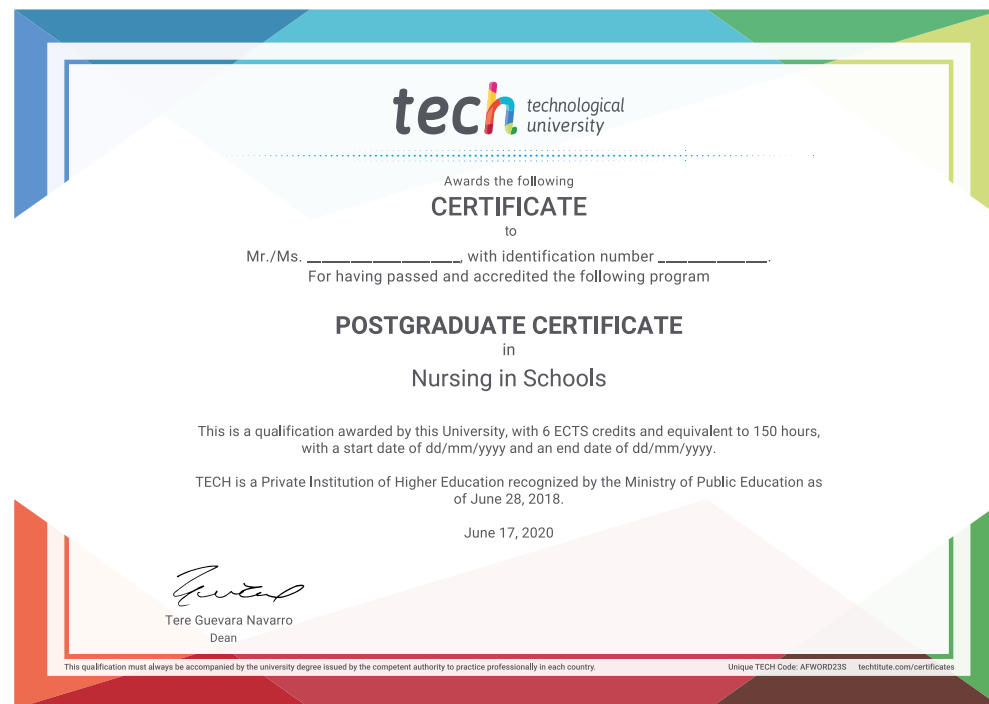 tech technological
university
Awards the following
CERTIFICATE
to
Mr./Ms. ____________________, with identification number ______________.
For having passed and accredited the following program
POSTGRADUATE CERTIFICATE
in
Nursing in Schools
This is a qualification awarded by this University, with 6 ECTS credits and equivalent to 150 hours,
with a start date of dd/mm/yyyy and an end date of dd/mm/yyyy.
TECH is a Private Institution of Higher Education recognized by the Ministry of Public Education as
of June 28, 2018.
June 17, 2020
Tere Guevara Navarro
Dean
This qualification must always be accompanied by the university degree issued by the competent authority to practice professionally in each country.
Unique TECH Code: AFWORD23S techtitute.com/certificates